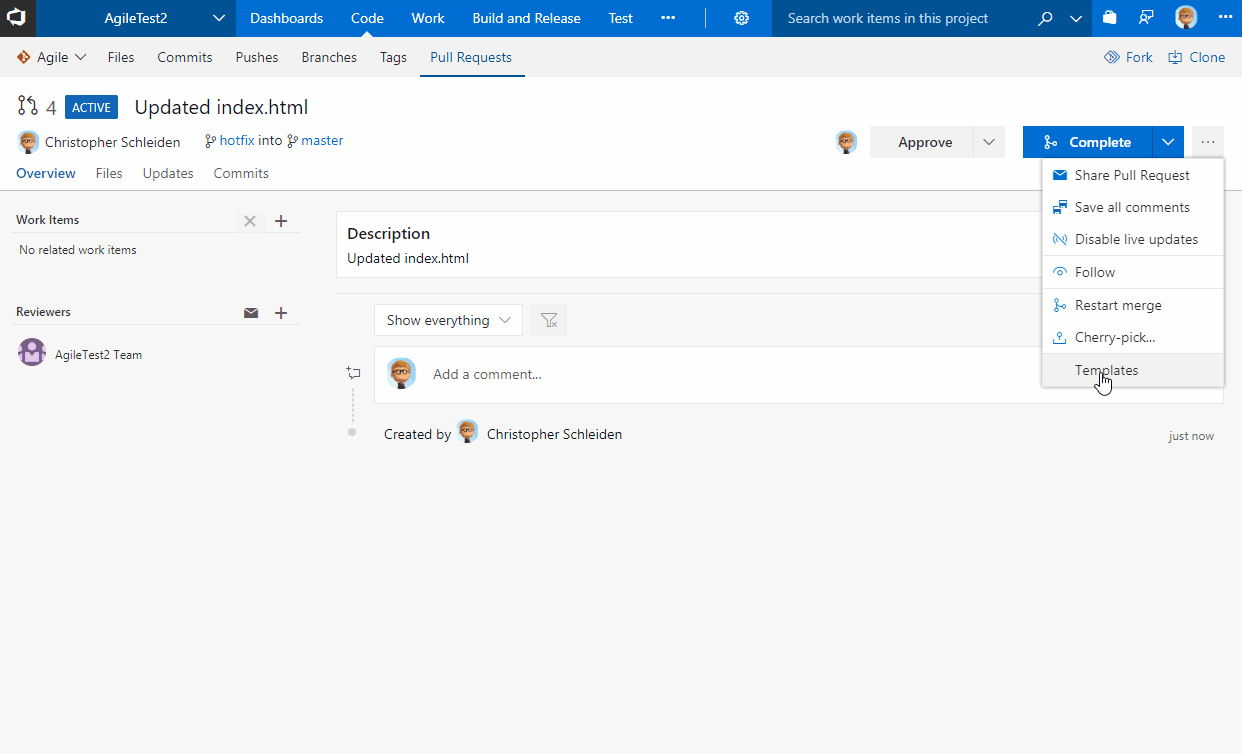 AgileTest2 Dashboards Code Work Build and Release Test ··· Search work items in this project ···
Agile Files Commits Pushes Branches Tags Pull Requests Fork Clone
4 ACTIVE Updated index.html
Christopher Schleiden hotfix into master Approve Complete ···
Overview Files Updates Commits
Share Pull Request
Save all comments
Disable live updates
Follow
Restart merge
Cherry-pick...
Templates
Work Items
No related work items
Reviewers
AgileTest2 Team
Description
Updated index.html
Show everything
Add a comment...
Created by Christopher Schleiden just now